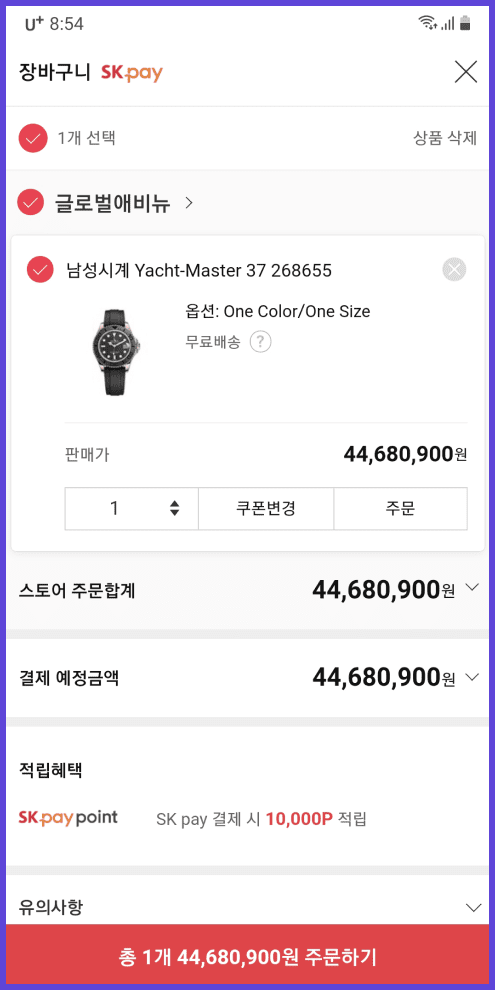 U+ 8:54
장바구니 SK pay
1개 선택 상품 삭제
글로벌애비뉴
남성시계 Yacht-Master 37 268655
옵션: One Color/One Size
무료배송 ?
판매가 44,680,900원
1 쿠폰변경 주문
스토어 주문합계 44,680,900원
결제 예정금액 44,680,900원
적립혜택
SK pay point SK pay 결제 시 10,000P 적립
유의사항
총 1개 44,680,900원 주문하기